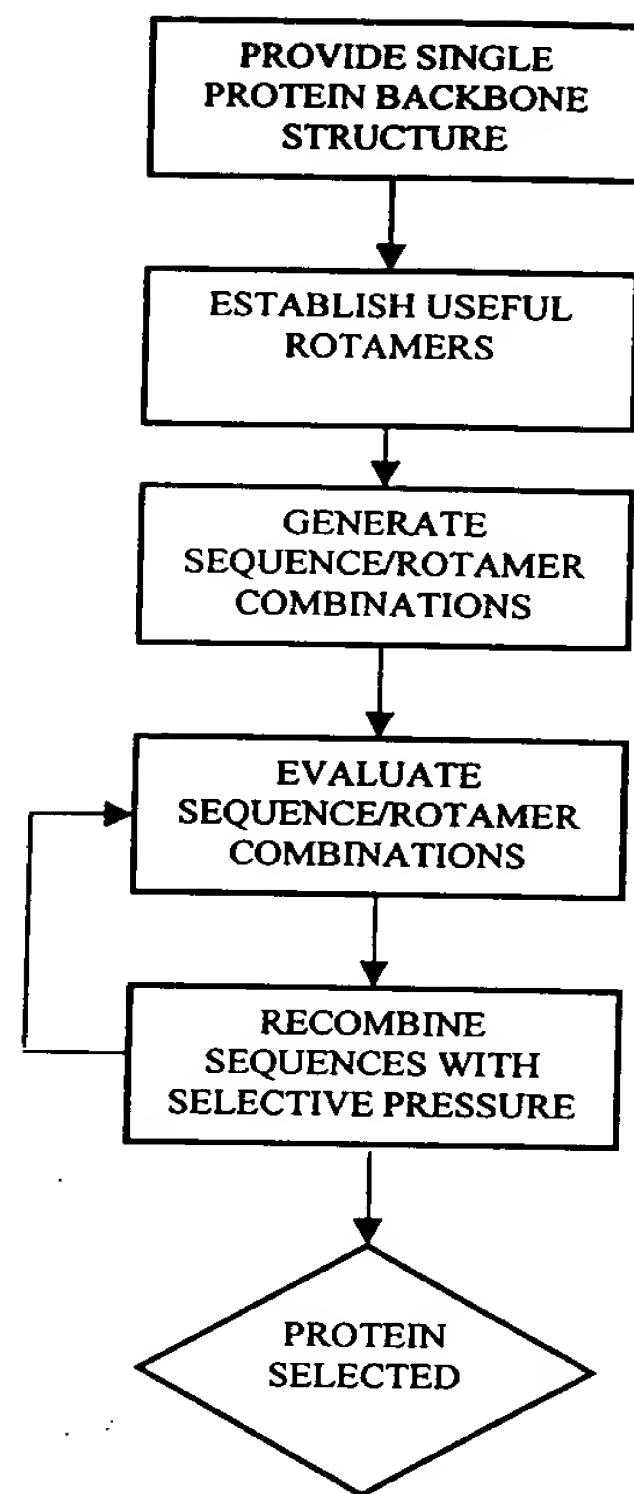 PROVIDE SINGLE
PROTEIN BACKBONE
STRUCTURE
ESTABLISH USEFUL
ROTAMERS
GENERATE
SEQUENCE/ROTAMER
COMBINATIONS
EVALUATE
SEQUENCE/ROTAMER
COMBINATIONS
RECOMBINE
SEQUENCES WITH
SELECTIVE PRESSURE
PROTEIN
SELECTED